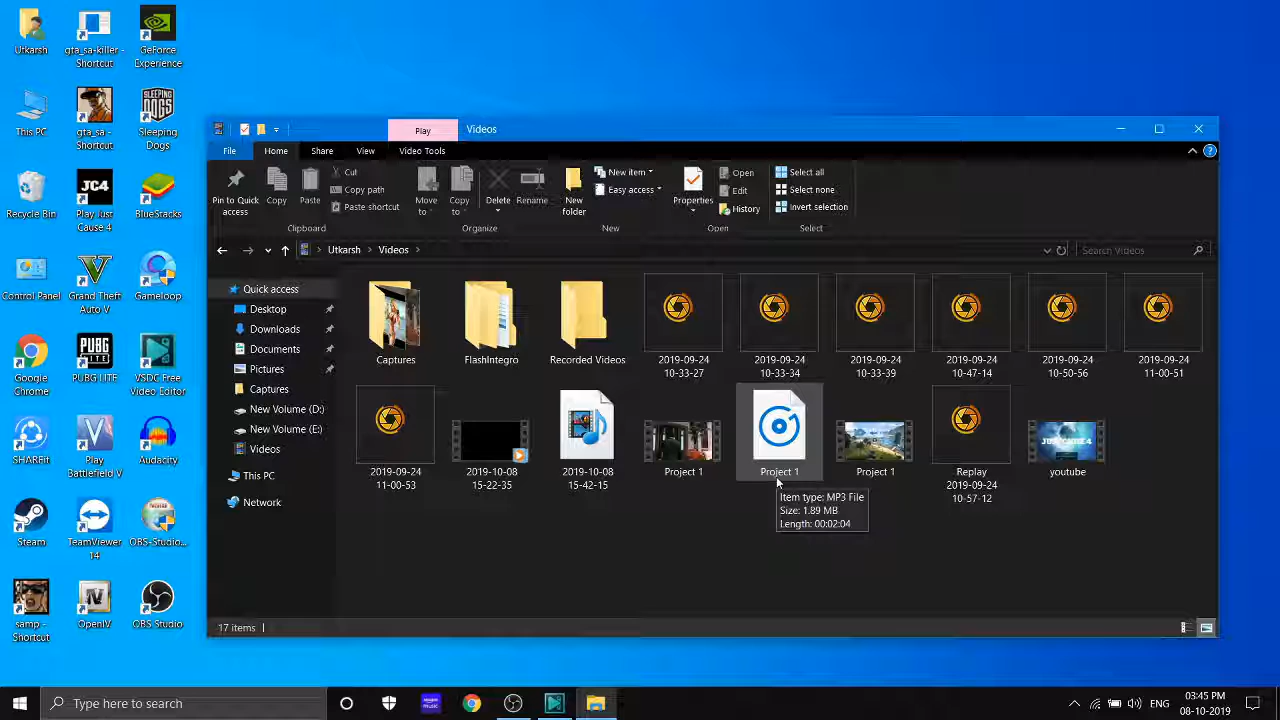 Utkarsh
gta_sa-killer - Shortcut
GeForce Experience
This PC
gta_sa - Shortcut
SLEEPING DOGS
Sleeping Dogs
Recycle Bin
JC4
Play Just Cause 4
BlueStacks
Control Panel
Grand Theft Auto V
Gameloop
Google Chrome
PUBG
PUBG LITE
VSDC Free Video Editor
SHAREit
Play Battlefield V
Audacity
Steam
TeamViewer 14
OBS-Studio...
samp - Shortcut
OpenIV
OBS Studio
Play
Videos
File
Home
Share
View
Video Tools
Pin to Quick access
Copy
Paste
Cut
Copy path
Paste shortcut
Clipboard
Move to
Copy to
Delete
Rename
Organize
New folder
New item
Easy access
New
Properties
Open
Edit
History
Open
Select all
Select none
Invert selection
Select
Utkarsh > Videos >
Search Videos
Quick access
Desktop
Downloads
Documents
Pictures
Captures
New Volume (D:)
New Volume (E:)
Videos
This PC
Network
Captures
FlashIntegro
Recorded Videos
2019-09-24 10-33-27
2019-09-24 10-33-34
2019-09-24 10-33-39
2019-09-24 10-47-14
2019-09-24 10-50-56
2019-09-24 11-00-51
2019-09-24 11-00-53
2019-10-08 15-22-35
2019-10-08 15-42-15
Project 1
Project 1
Project 1
Replay 2019-09-24 10-57-12
JUST CAUSE 4
youtube
Item type: MP3 File
Size: 1.89 MB
Length: 00:02:04
17 items
Type here to search
amazon music
ENG
03:45 PM
08-10-2019